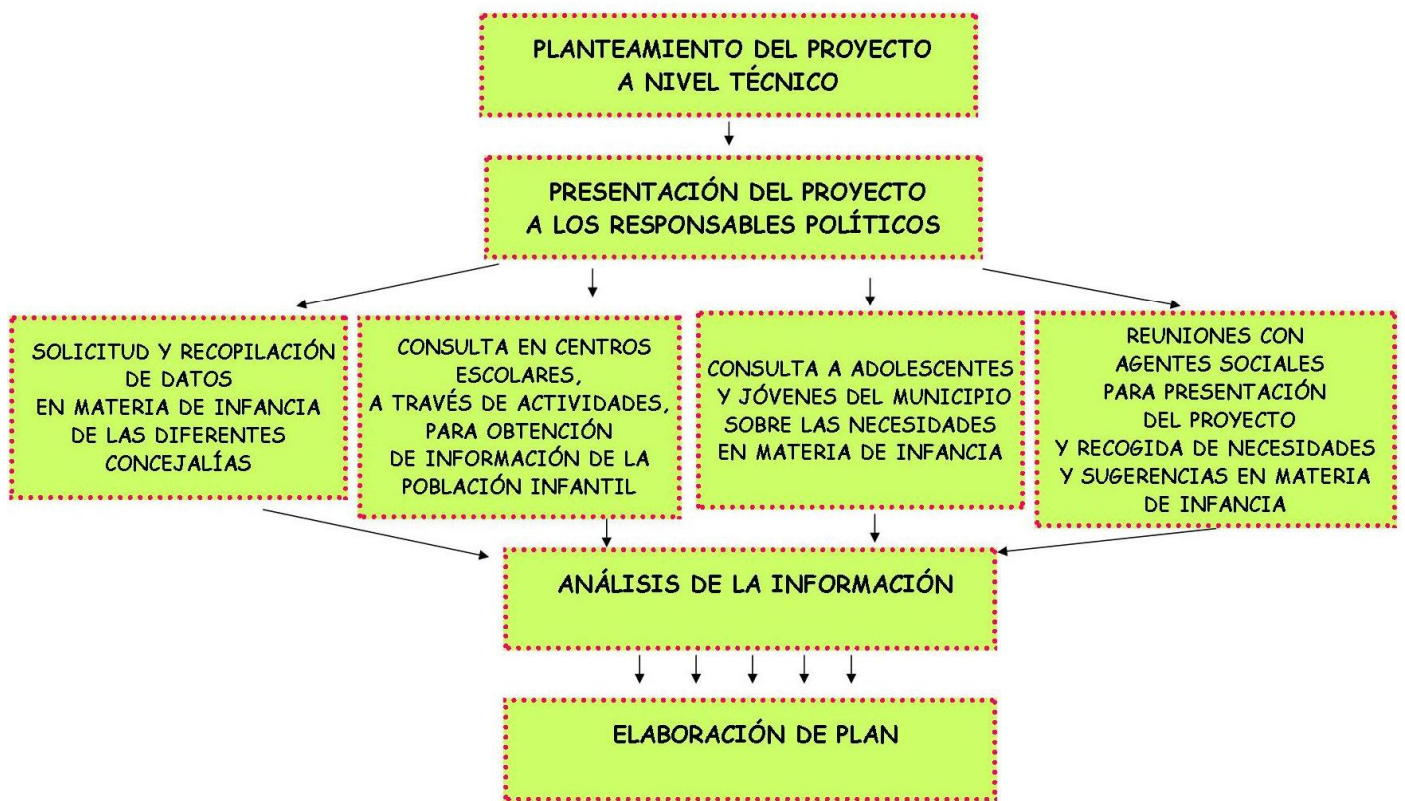 PLANTEAMIENTO DEL PROYECTO
A NIVEL TÉCNICO
PRESENTACIÓN DEL PROYECTO
A LOS RESPONSABLES POLÍTICOS
SOLICITUD Y RECOPILACIÓN
DE DATOS
EN MATERIA DE INFANCIA
DE LAS DIFERENTES
CONCEJALÍAS
CONSULTA EN CENTROS
ESCOLARES,
A TRAVÉS DE ACTIVIDADES,
PARA OBTENCIÓN
DE INFORMACIÓN DE LA
POBLACIÓN INFANTIL
CONSULTA A ADOLESCENTES
Y JÓVENES DEL MUNICIPIO
SOBRE LAS NECESIDADES
EN MATERIA DE INFANCIA
REUNIONES CON
AGENTES SOCIALES
PARA PRESENTACIÓN
DEL PROYECTO
Y RECOGIDA DE NECESIDADES
Y SUGERENCIAS EN MATERIA
DE INFANCIA
ANÁLISIS DE LA INFORMACIÓN
ELABORACIÓN DE PLAN